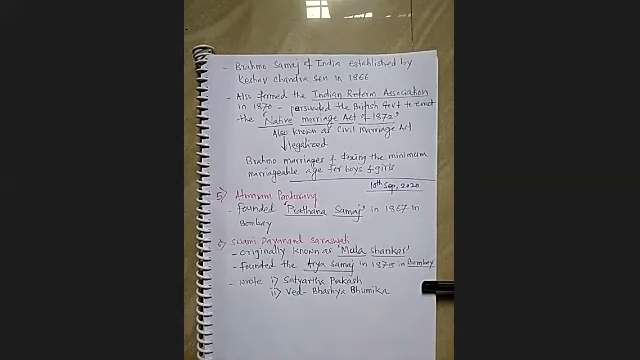 - Brahmo Samaj of India established by
Keshav Chandra Sen in 1866
- Also formed the Indian Reform Association
in 1870 - persuaded the British Govt to enact
the 'Native marriage Act of 1872'
Also known as Civil Marriage Act
↓ legalized
Brahmo marriages & fixing the minimum
marriageable age for boys & girls
10th Sep, 2020
5) Atmaram Pandurang
- Founded 'Prathana Samaj' in 1867 in
Bombay
6) Swami Dayanand Saraswati
- Originally known as 'Mula Shankar'
- Founded the Arya Samaj in 1875 in Bombay
- Wrote i) Satyartha Prakash
ii) Ved-Bhashya Bhumika